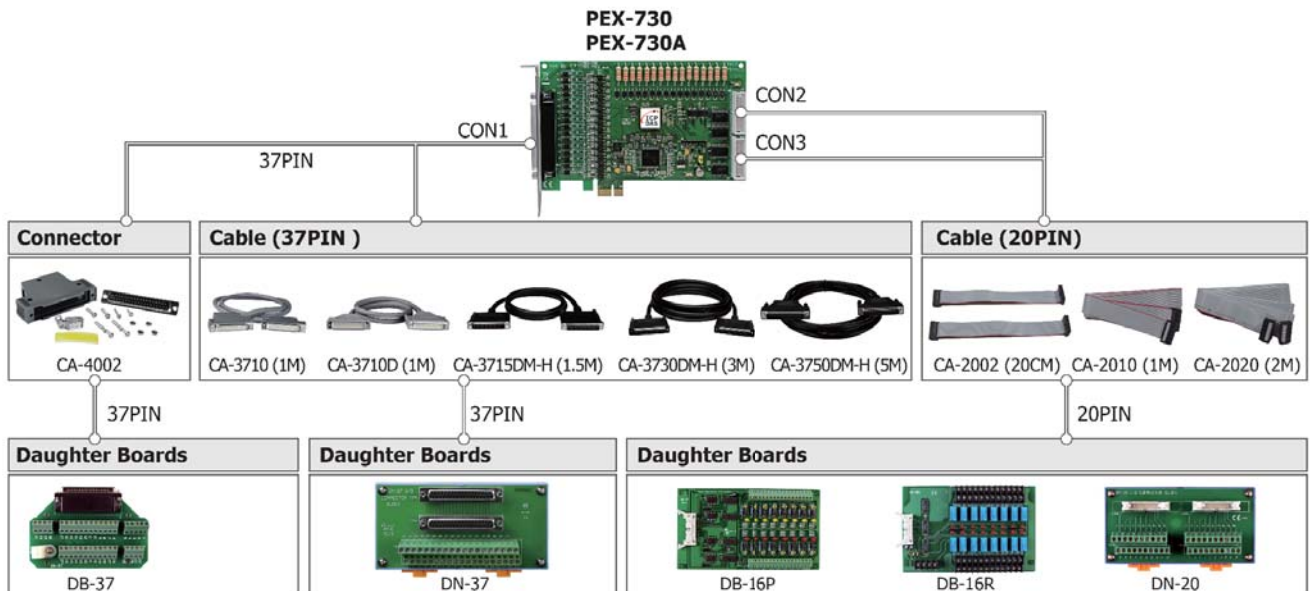 PEX-730
PEX-730A
CON2
CON1
CON3
37PIN
Connector
Cable (37PIN )
Cable (20PIN)
ICP
DAS
CA-4002
CA-3710 (1M)
CA-3710D (1M)
CA-3715DM-H (1.5M)
CA-3730DM-H (3M)
CA-3750DM-H (5M)
CA-2002 (20CM)
CA-2010 (1M)
CA-2020 (2M)
37PIN
37PIN
20PIN
Daughter Boards
Daughter Boards
Daughter Boards
DB-37
DN-37
DB-16P
DB-16R
DN-20